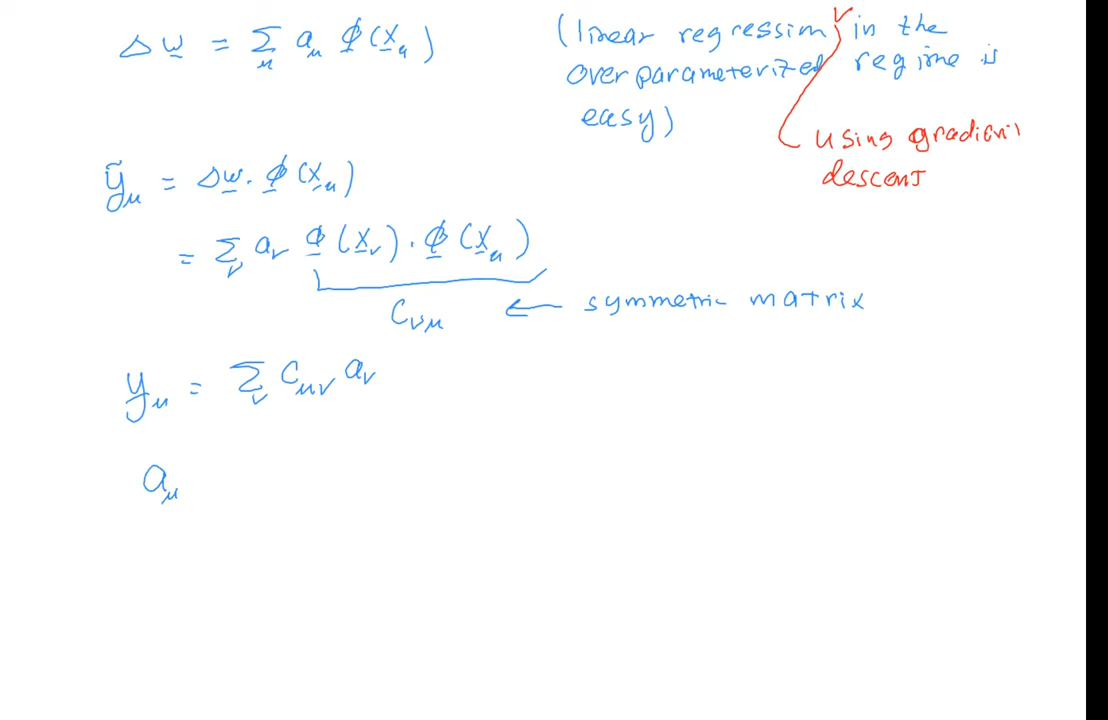 Δw = Σ_μ a_μ Φ(x_μ)
(linear regression in the
overparameterized regime is
easy)
using gradient
descent
ỹ_μ = Δw · Φ(x_μ)
= Σ_ν a_ν Φ(x_ν) · Φ(x_μ)
C_νμ ← symmetric matrix
y_μ = Σ_ν C_μν a_ν
a_μ